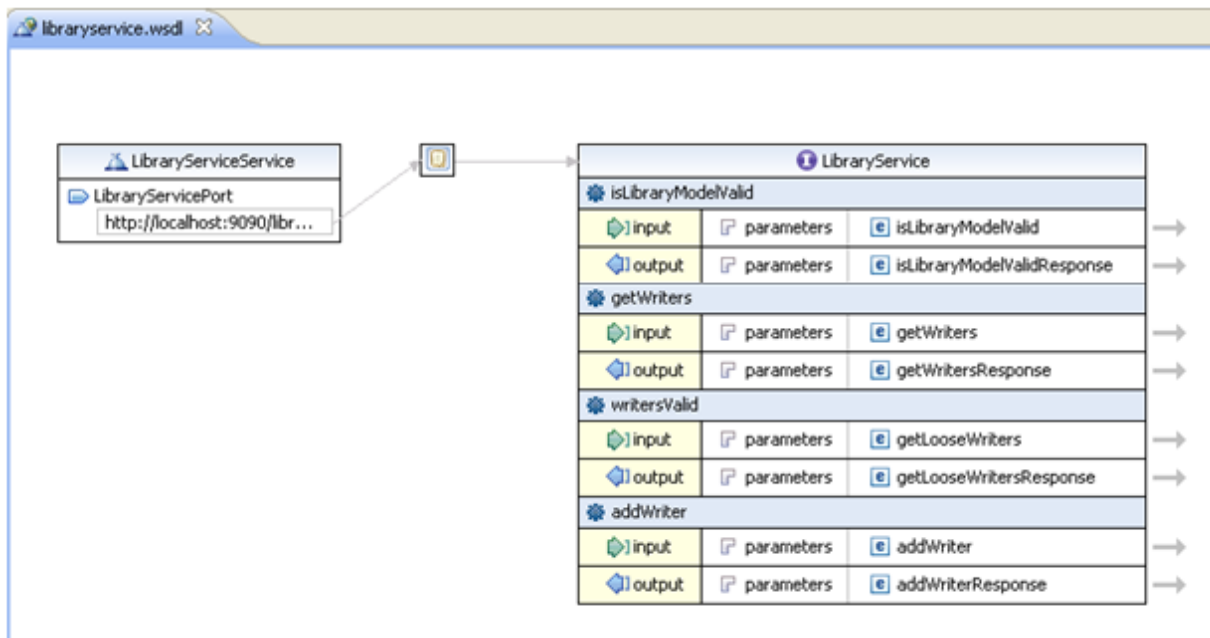 libraryservice.wsdl
LibraryServiceService
LibraryServicePort
http://localhost:9090/libr...
LibraryService
isLibraryModelValid
input parameters isLibraryModelValid
output parameters isLibraryModelValidResponse
getWriters
input parameters getWriters
output parameters getWritersResponse
writersValid
input parameters getLooseWriters
output parameters getLooseWritersResponse
addWriter
input parameters addWriter
output parameters addWriterResponse